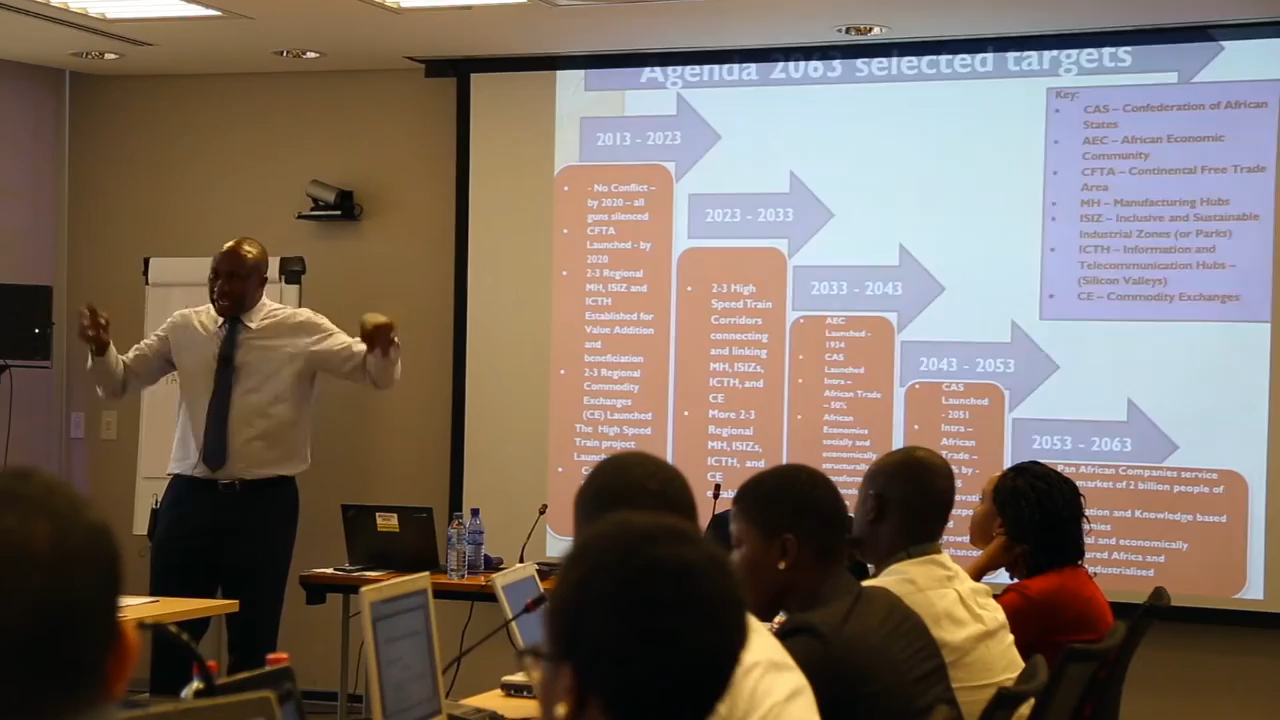 Agenda 2063 selected targets
2013 - 2023
- No Conflict –
by 2020 – all
guns silenced
CFTA
Launched - by
2020
2-3 Regional
MH, ISIZ and
ICTH
Established for
Value Addition
and
beneficiation
2-3 Regional
Commodity
Exchanges
(CE) Launched
The High Speed
Train project
2023 - 2033
2-3 High
Speed Train
Corridors
connecting
and linking
MH, ISIZs,
ICTH, and
CE
More 2-3
Regional
MH, ISIZs,
ICTH, and
CE
2033 - 2043
AEC
Launched -
1934
CAS
Launched
Intra –
African Trade
– 50%
African
Economies
socially and
economically
2043 - 2053
CAS
Launched
- 2051
Intra –
African
Trade –
2053 - 2063
Pan African Companies service
market of 2 billion people of
and Knowledge based
and economically
Africa and
Key:
CAS – Confederation of African
States
AEC – African Economic
Community
CFTA – Continental Free Trade
Area
MH – Manufacturing Hubs
ISIZ – Inclusive and Sustainable
Industrial Zones (or Parks)
ICTH – Information and
Telecommunication Hubs –
(Silicon Valleys)
CE – Commodity Exchanges